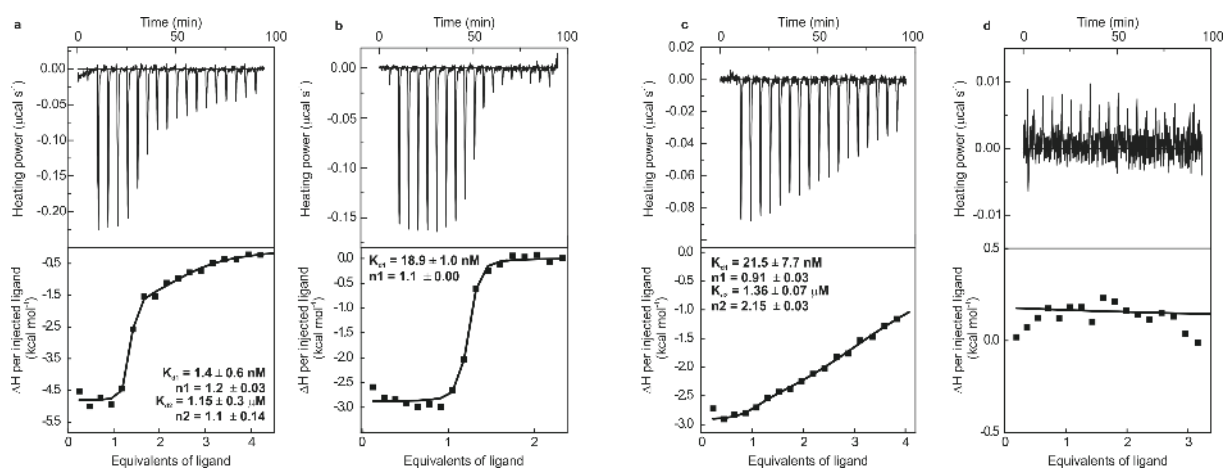 a
Time (min)
0 50 100
Heating power (µcal s⁻¹)
0.00
-0.05
-0.10
-0.15
-0.20
ΔH per injected ligand
(kcal mol⁻¹)
-0.5
-1.5
-2.5
-3.5
-4.5
-5.5
Kd1 = 1.4 ± 0.6 nM
n1 = 1.2 ± 0.03
Kd2 = 1.15 ± 0.3 µM
n2 = 1.1 ± 0.14
0 1 2 3 4
Equivalents of ligand
b
Time (min)
0 50 100
Heating power (µcal s⁻¹)
0.00
-0.05
-0.10
-0.15
ΔH per injected ligand
(kcal mol⁻¹)
0.0
-0.5
-1.0
-1.5
-2.0
-2.5
-3.0
Kd1 = 18.9 ± 1.0 nM
n1 = 1.1 ± 0.00
0 1 2
Equivalents of ligand
c
Time (min)
0 50 100
Heating power (µcal s⁻¹)
0.02
0.00
-0.02
-0.04
-0.06
-0.08
ΔH per injected ligand
(kcal mol⁻¹)
0.0
-0.5
-1.0
-1.5
-2.0
-2.5
-3.0
Kd1 = 21.5 ± 7.7 nM
n1 = 0.91 ± 0.03
Kd2 = 1.36 ± 0.07 µM
n2 = 2.15 ± 0.03
0 1 2 3 4
Equivalents of ligand
d
Time (min)
0 50 100
Heating power (µcal s⁻¹)
0.01
0.00
-0.01
ΔH per injected ligand
(kcal mol⁻¹)
0.5
0.0
-0.5
0 1 2 3
Equivalents of ligand